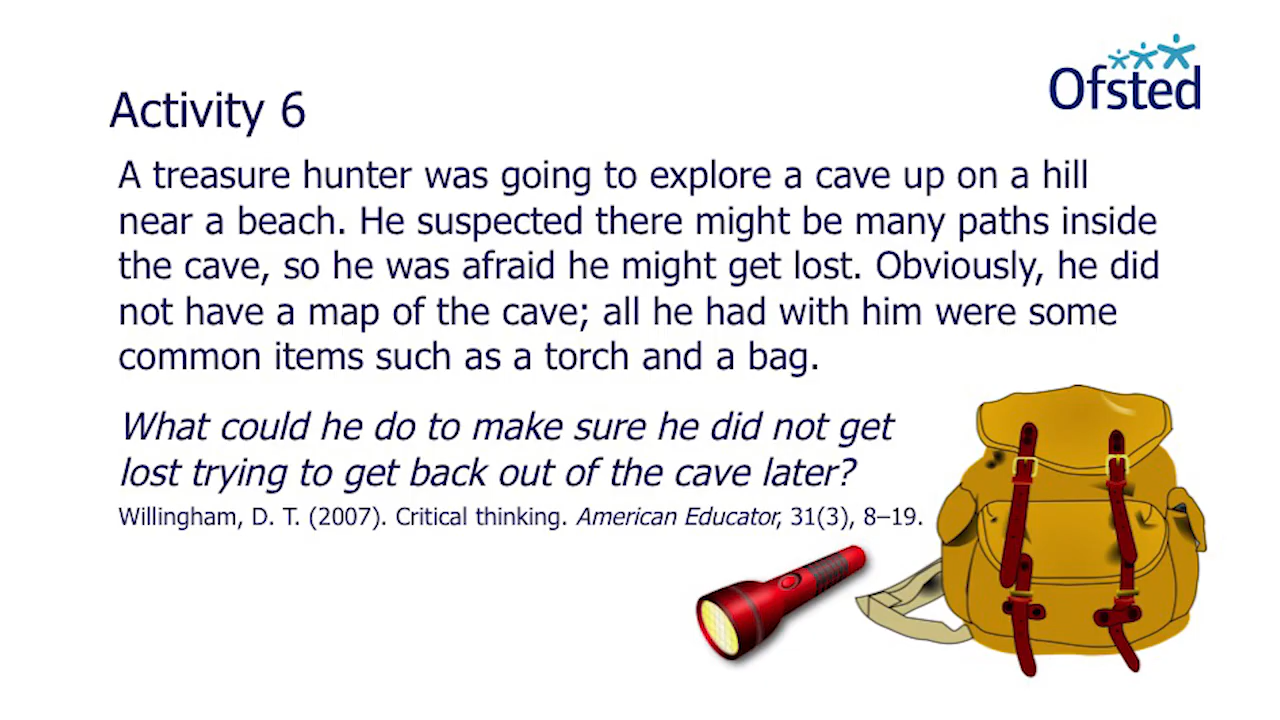 Ofsted
Activity 6
A treasure hunter was going to explore a cave up on a hill
near a beach. He suspected there might be many paths inside
the cave, so he was afraid he might get lost. Obviously, he did
not have a map of the cave; all he had with him were some
common items such as a torch and a bag.
What could he do to make sure he did not get
lost trying to get back out of the cave later?
Willingham, D. T. (2007). Critical thinking. American Educator, 31(3), 8–19.